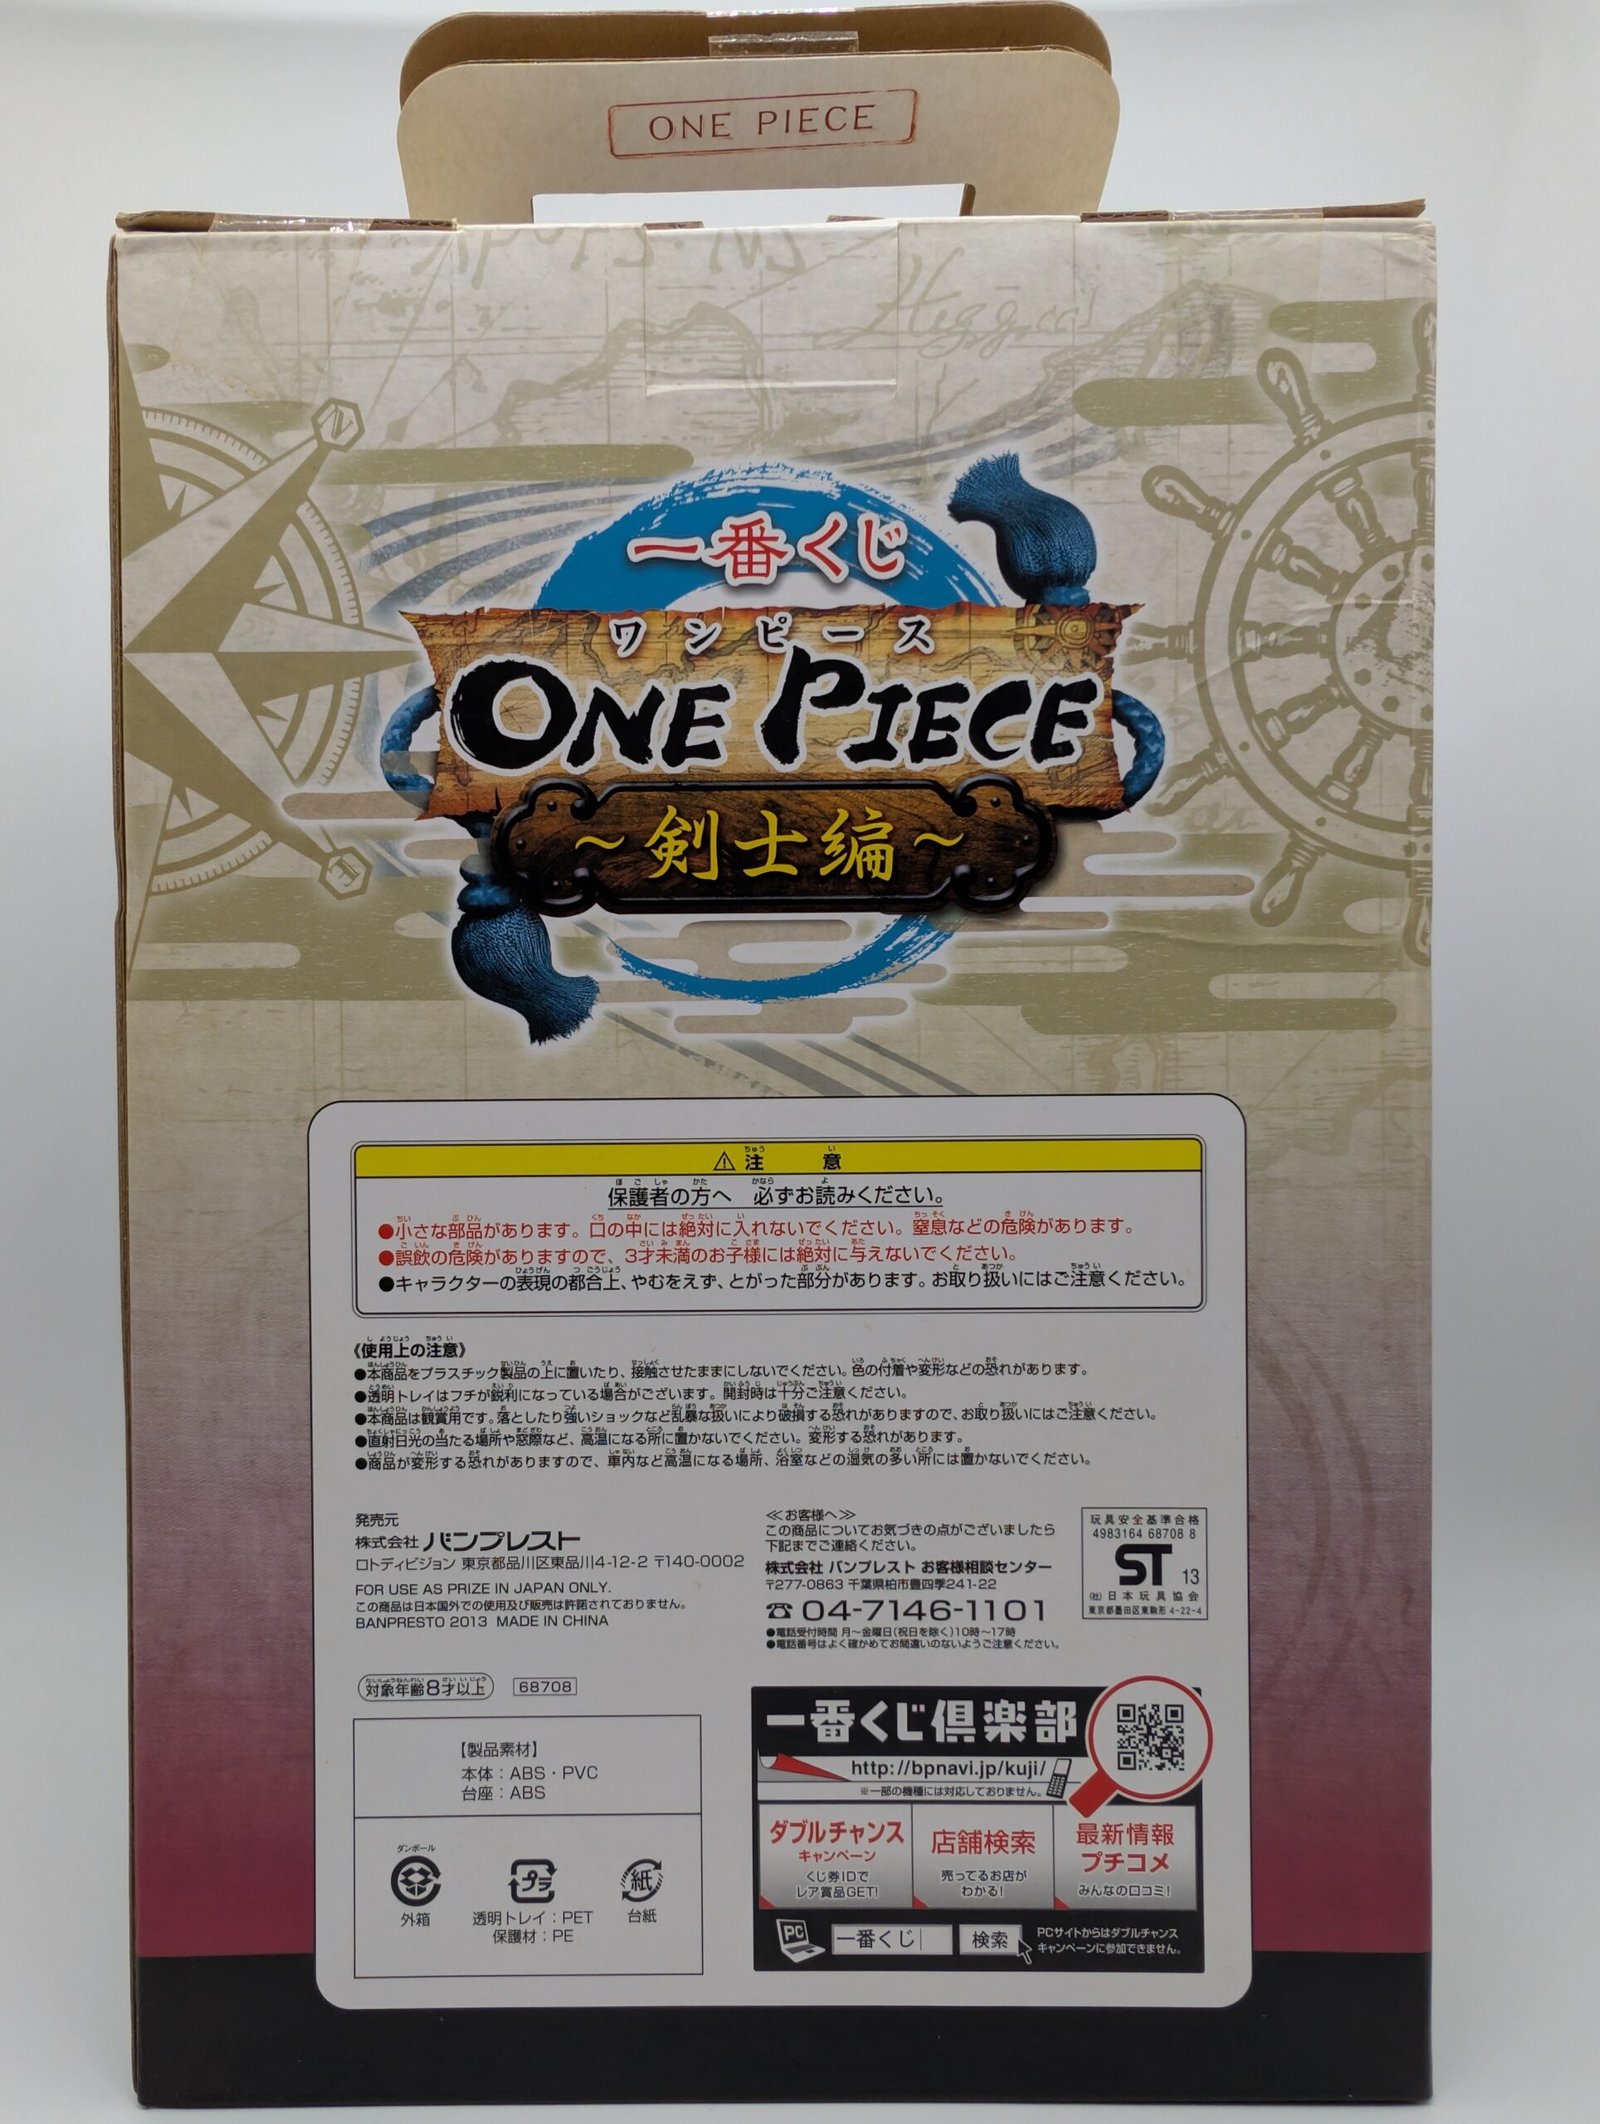 ONE PIECE
一番くじ
ワンピース
ONE PIECE
～剣士編～
⚠注意
保護者の方へ 必ずお読みください。
●小さな部品があります。口の中には絶対に入れないでください。窒息などの危険があります。
●誤飲の危険がありますので、3才未満のお子様には絶対に与えないでください。
●キャラクターの表現の都合上、やむをえず、とがった部分があります。お取り扱いにはご注意ください。
《使用上の注意》
●本商品をプラスチック製品の上に置いたり、接触させたままにしないでください。色の付着や変形などの恐れがあります。
●透明トレイはフチが鋭利になっている場合がございます。開封時は十分ご注意ください。
●本商品は観賞用です。落としたり強いショックなど乱暴な扱いにより破損する恐れがありますので、お取り扱いにはご注意ください。
●直射日光の当たる場所や窓際など、高温になる所に置かないでください。変形する恐れがあります。
●商品が変形する恐れがありますので、車内など高温になる場所、浴室などの湿気の多い所には置かないでください。
発売元
株式会社 バンプレスト
ロトディビジョン 東京都品川区東品川4-12-2 〒140-0002
FOR USE AS PRIZE IN JAPAN ONLY.
この商品は日本国外での使用及び販売は許諾されておりません。
BANPRESTO 2013 MADE IN CHINA
≪お客様へ≫
この商品についてお気づきの点がございましたら
下記までご連絡ください。
株式会社 バンプレスト お客様相談センター
〒277-0863 千葉県柏市豊四季241-22
☎04-7146-1101
●電話受付時間 月～金曜日(祝日を除く)10時～17時
●電話番号はよく確かめてお間違いのないようご注意ください。
玩具安全基準合格
4983164 68708 8
ST 13
(社)日本玩具協会
東京都墨田区東駒形 4-22-4
対象年齢8才以上
68708
【製品素材】
本体：ABS・PVC
台座：ABS
ダンボール
外箱
プラ
透明トレイ：PET
保護材：PE
紙
台紙
一番くじ倶楽部
http://bpnavi.jp/kuji/
※一部の機種には対応しておりません。
ダブルチャンス
キャンペーン
くじ券IDで
レア賞品GET!
店舗検索
売ってるお店が
わかる!
最新情報
プチコメ
みんなの口コミ!
PC
一番くじ
検索
PCサイトからはダブルチャンス
キャンペーンに参加できません。